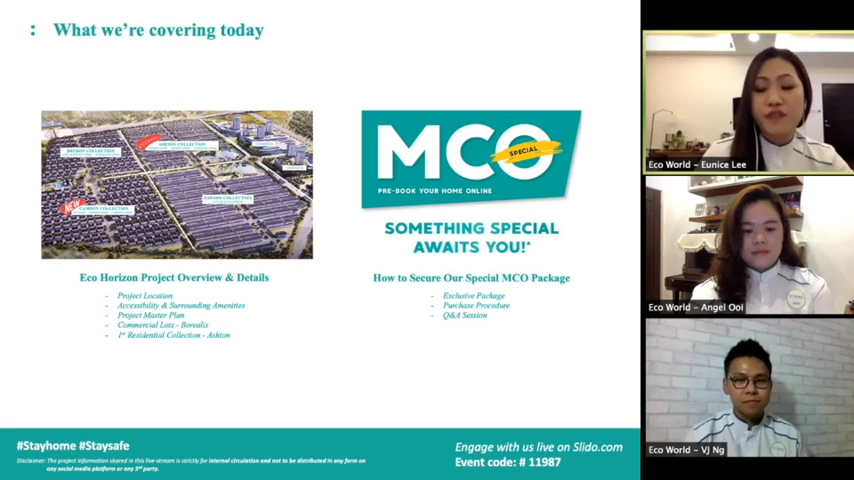 : What we're covering today
ASHTON COLLECTION
NEW
MCO
SPECIAL
PRE-BOOK YOUR HOME ONLINE
SOMETHING SPECIAL
AWAITS YOU!*
Eco Horizon Project Overview & Details
- Project Location
- Accessibility & Surrounding Amenities
- Project Master Plan
- Commercial Lots - Borealis
- 1st Residential Collection - Ashton
How to Secure Our Special MCO Package
- Exclusive Package
- Purchase Procedure
- Q&A Session
#Stayhome #Staysafe
Disclaimer: The project information shared in this live-stream is strictly for internal circulation and not to be distributed in any form on
any social media platform or any 3rd party.
Engage with us live on Slido.com
Event code: # 11987
Eco World – Eunice Lee
Eco World – Angel Ooi
Eco World – VJ Ng